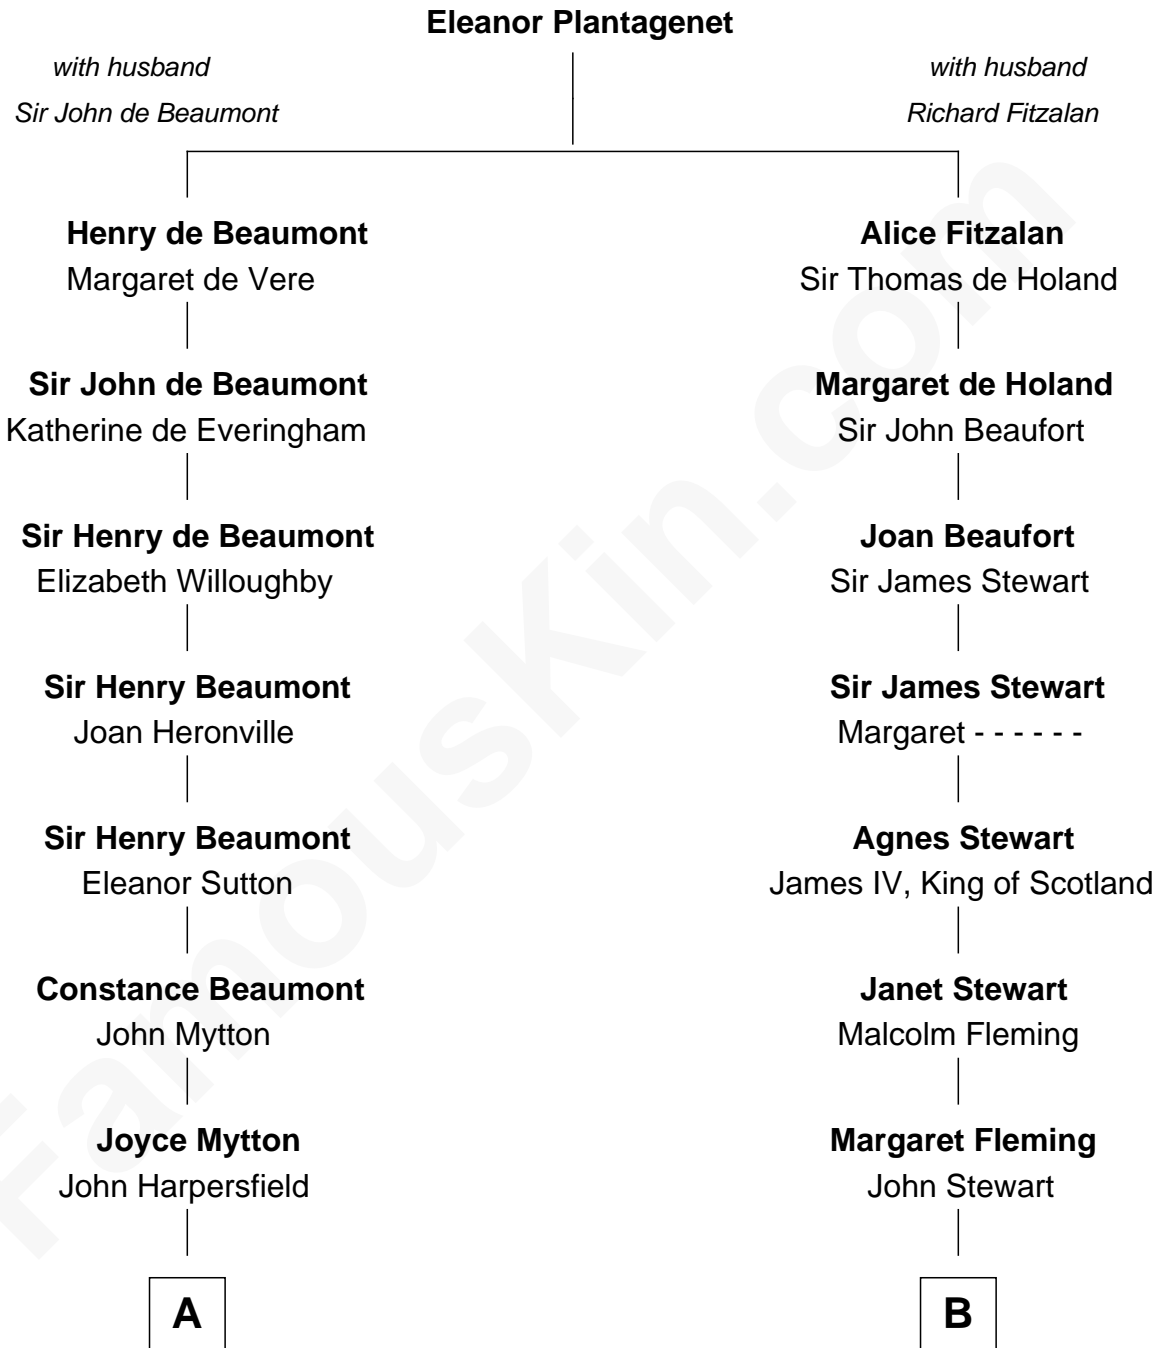 Eleanor Plantagenet
with husband
Sir John de Beaumont
with husband
Richard Fitzalan
Henry de Beaumont
Margaret de Vere
Alice Fitzalan
Sir Thomas de Holand
Sir John de Beaumont
Katherine de Everingham
Margaret de Holand
Sir John Beaufort
Sir Henry de Beaumont
Elizabeth Willoughby
Joan Beaufort
Sir James Stewart
Sir Henry Beaumont
Joan Heronville
Sir James Stewart
Margaret - - - - - -
Sir Henry Beaumont
Eleanor Sutton
Agnes Stewart
James IV, King of Scotland
Constance Beaumont
John Mytton
Janet Stewart
Malcolm Fleming
Joyce Mytton
John Harpersfield
Margaret Fleming
John Stewart
A
B
FamousKin.com